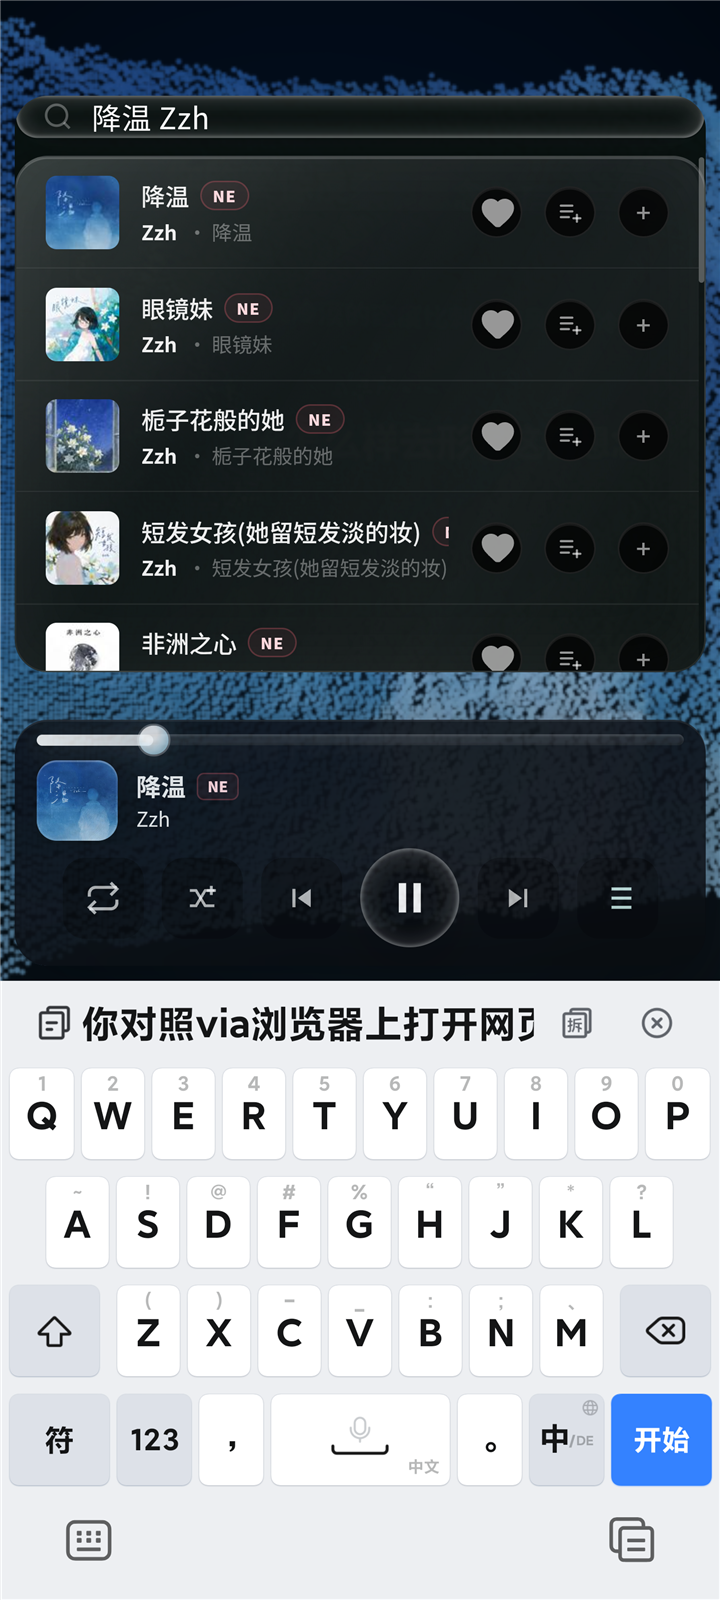 降温 Zzh
降温 NE
Zzh · 降温
眼镜妹 NE
Zzh · 眼镜妹
栀子花般的她 NE
Zzh · 栀子花般的她
短发女孩(她留短发淡的妆)
Zzh · 短发女孩(她留短发淡的妆)
非洲之心 NE
降温 NE
Zzh
你对照via浏览器上打开网页 拆
1 2 3 4 5 6 7 8 9 0
Q W E R T Y U I O P
~ ! @ # % “ ” * ?
A S D F G H J K L
( ) – _ : ; 、
Z X C V B N M
符 123 , 中文 。 中/DE 开始